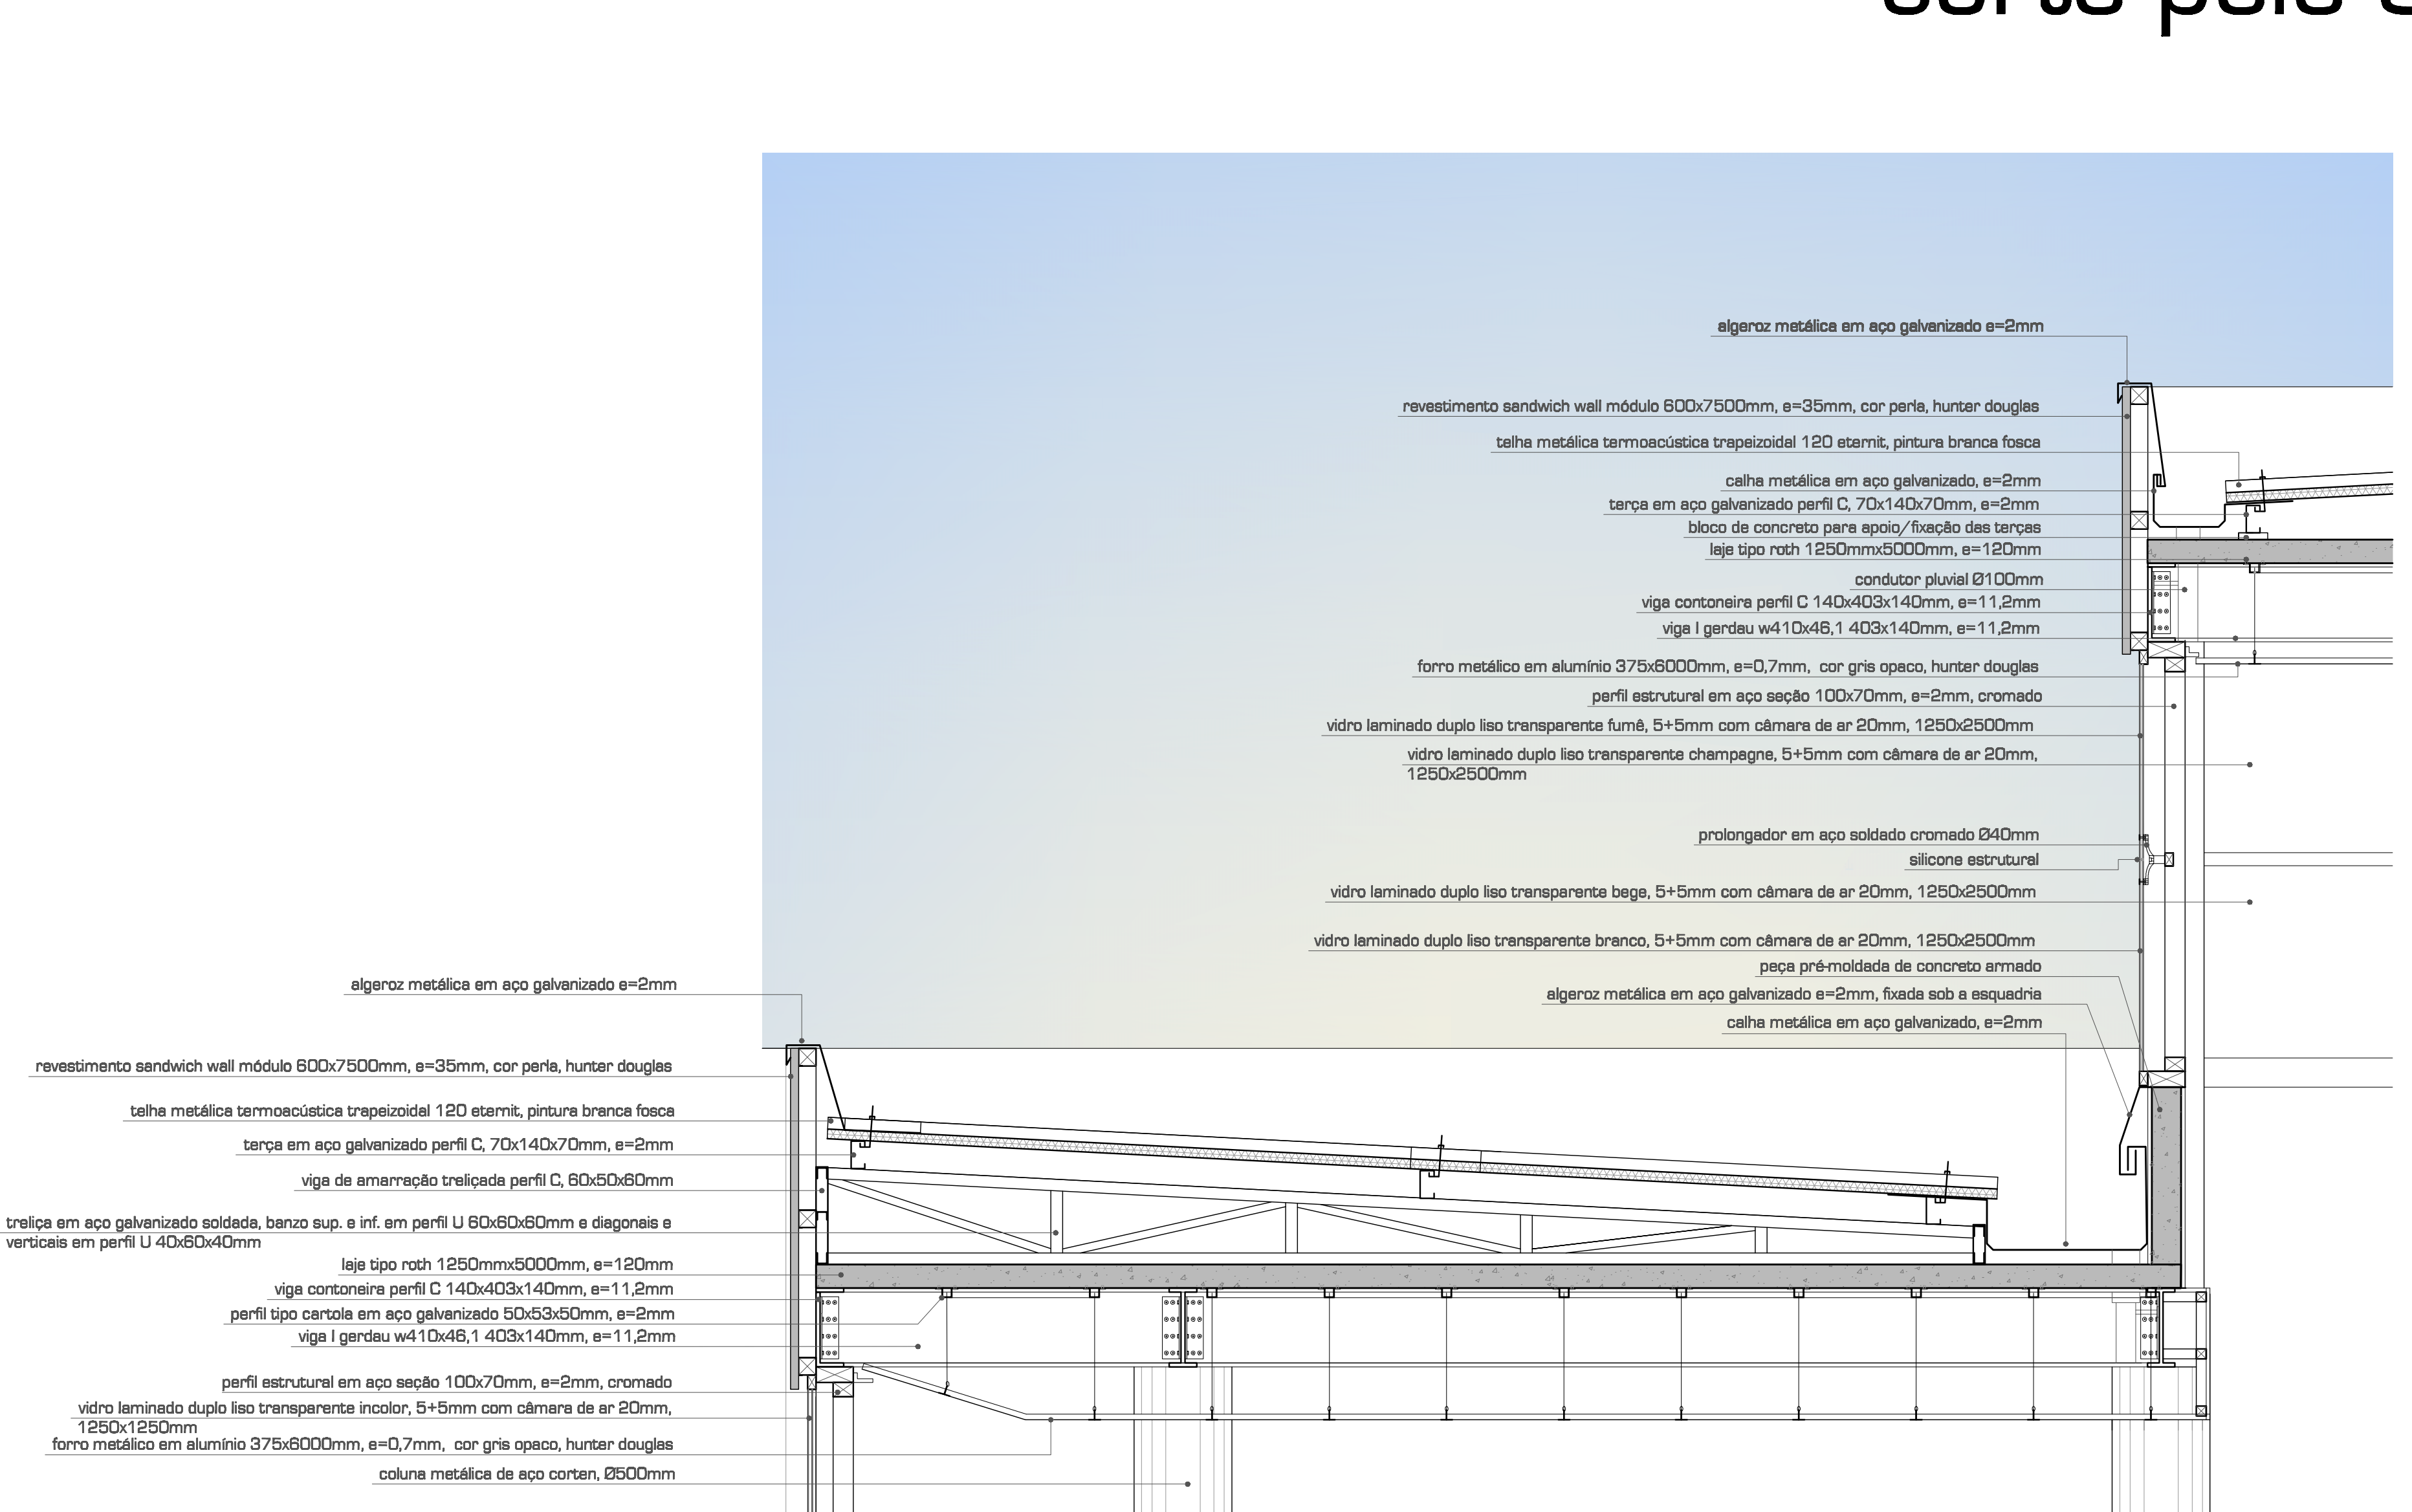 corte pelo
algeroz metálica em aço galvanizado e=2mm
revestimento sandwich wall módulo 600x7500mm, e=35mm, cor perla, hunter douglas
telha metálica termoacústica trapeizoidal 120 eternit, pintura branca fosca
calha metálica em aço galvanizado, e=2mm
terça em aço galvanizado perfil C, 70x140x70mm, e=2mm
bloco de concreto para apoio/fixação das terças
laje tipo roth 1250mmx5000mm, e=120mm
condutor pluvial Ø100mm
viga contoneira perfil C 140x403x140mm, e=11,2mm
viga I gerdau w410x46,1 403x140mm, e=11,2mm
forro metálico em alumínio 375x6000mm, e=0,7mm, cor gris opaco, hunter douglas
perfil estrutural em aço seção 100x70mm, e=2mm, cromado
vidro laminado duplo liso transparente fumê, 5+5mm com câmara de ar 20mm, 1250x2500mm
vidro laminado duplo liso transparente champagne, 5+5mm com câmara de ar 20mm,
1250x2500mm
prolongador em aço soldado cromado Ø40mm
silicone estrutural
vidro laminado duplo liso transparente bege, 5+5mm com câmara de ar 20mm, 1250x2500mm
vidro laminado duplo liso transparente branco, 5+5mm com câmara de ar 20mm, 1250x2500mm
peça pré-moldada de concreto armado
algeroz metálica em aço galvanizado e=2mm, fixada sob a esquadria
calha metálica em aço galvanizado, e=2mm
algeroz metálica em aço galvanizado e=2mm
revestimento sandwich wall módulo 600x7500mm, e=35mm, cor perla, hunter douglas
telha metálica termoacústica trapeizoidal 120 eternit, pintura branca fosca
terça em aço galvanizado perfil C, 70x140x70mm, e=2mm
viga de amarração treliçada perfil C, 60x50x60mm
treliça em aço galvanizado soldada, banzo sup. e inf. em perfil U 60x60x60mm e diagonais e
verticais em perfil U 40x60x40mm
laje tipo roth 1250mmx5000mm, e=120mm
viga contoneira perfil C 140x403x140mm, e=11,2mm
perfil tipo cartola em aço galvanizado 50x53x50mm, e=2mm
viga I gerdau w410x46,1 403x140mm, e=11,2mm
perfil estrutural em aço seção 100x70mm, e=2mm, cromado
vidro laminado duplo liso transparente incolor, 5+5mm com câmara de ar 20mm,
1250x1250mm
forro metálico em alumínio 375x6000mm, e=0,7mm, cor gris opaco, hunter douglas
coluna metálica de aço corten, Ø500mm